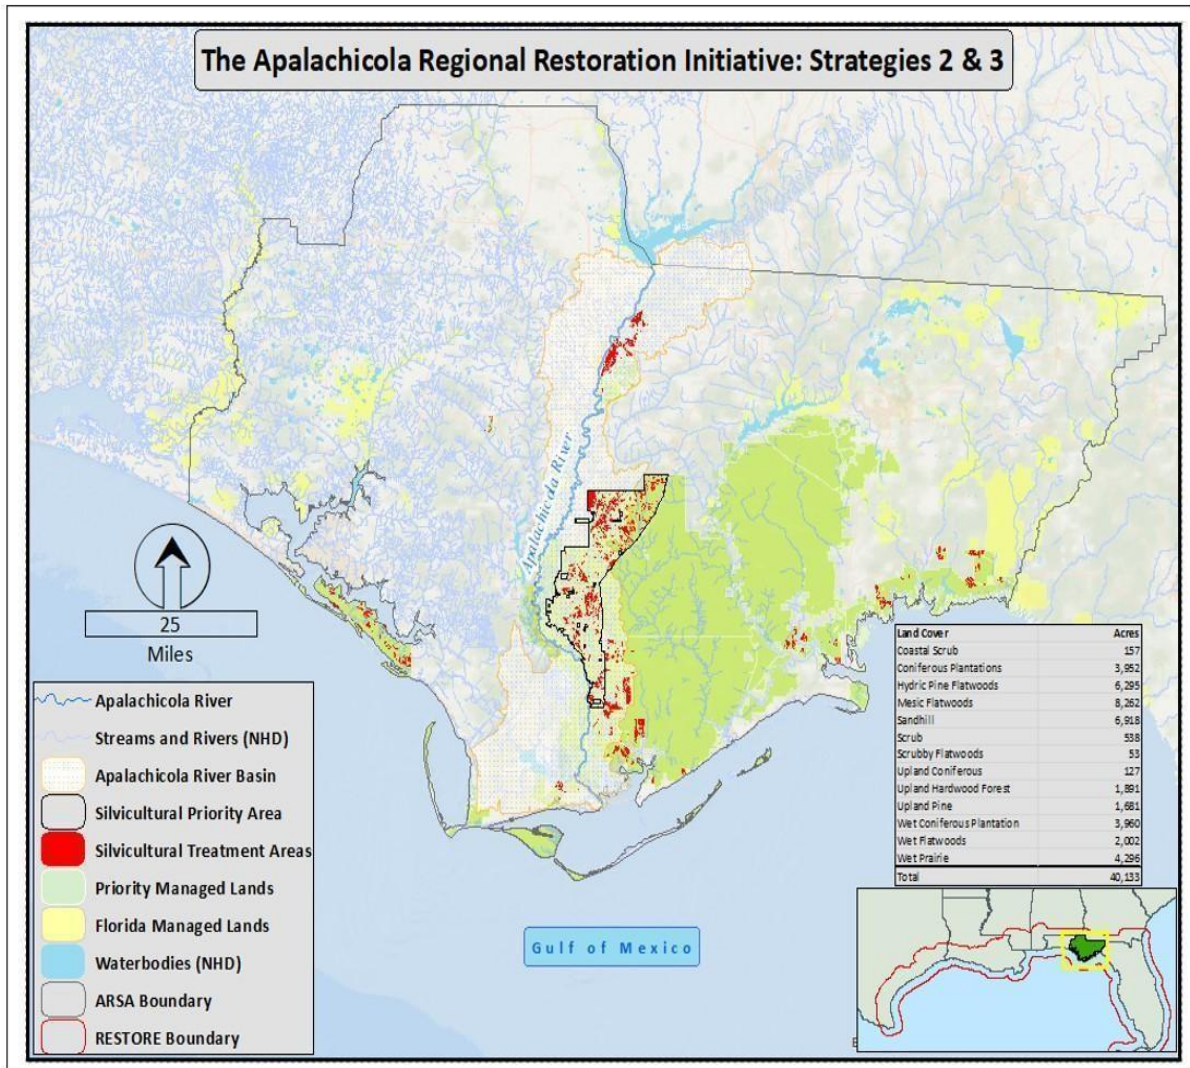 The Apalachicola Regional Restoration Initiative: Strategies 2 & 3
Apalachicola River
25
Miles
Apalachicola River
Streams and Rivers (NHD)
Apalachicola River Basin
Silvicultural Priority Area
Silvicultural Treatment Areas
Priority Managed Lands
Florida Managed Lands
Waterbodies (NHD)
ARSA Boundary
RESTORE Boundary
Gulf of Mexico
Land Cover Acres
Coastal Scrub 157
Coniferous Plantations 3,952
Hydric Pine Flatwoods 6,295
Mesic Flatwoods 8,262
Sandhill 6,918
Scrub 538
Scrubby Flatwoods 53
Upland Coniferous 127
Upland Hardwood Forest 1,891
Upland Pine 1,681
Wet Coniferous Plantation 3,960
Wet Flatwoods 2,002
Wet Prairie 4,296
Total 40,133